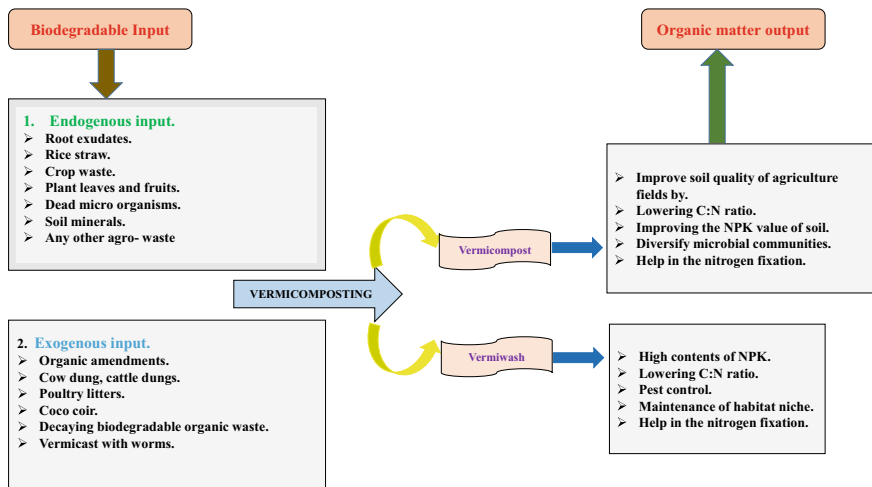 Biodegradable Input
Organic matter output
1. Endogenous input.
➢ Root exudates.
➢ Rice straw.
➢ Crop waste.
➢ Plant leaves and fruits.
➢ Dead micro organisms.
➢ Soil minerals.
➢ Any other agro- waste
VERMICOMPOSTING
2. Exogenous input.
➢ Organic amendments.
➢ Cow dung, cattle dungs.
➢ Poultry litters.
➢ Coco coir.
➢ Decaying biodegradable organic waste.
➢ Vermicast with worms.
Vermicompost
➢ Improve soil quality of agriculture
fields by.
➢ Lowering C:N ratio.
➢ Improving the NPK value of soil.
➢ Diversify microbial communities.
➢ Help in the nitrogen fixation.
Vermiwash
➢ High contents of NPK.
➢ Lowering C:N ratio.
➢ Pest control.
➢ Maintenance of habitat niche.
➢ Help in the nitrogen fixation.